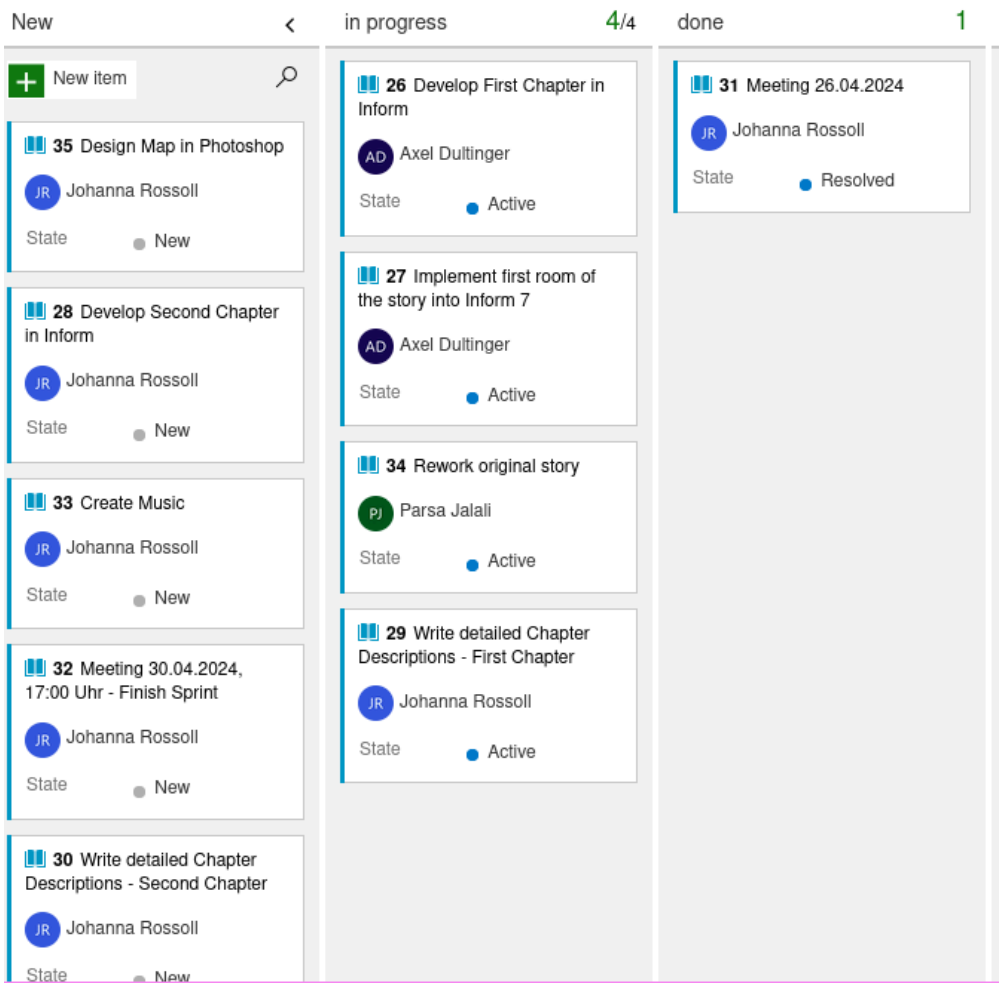 New
New item
35 Design Map in Photoshop
JR Johanna Rossoll
State New
28 Develop Second Chapter
in Inform
JR Johanna Rossoll
State New
33 Create Music
JR Johanna Rossoll
State New
32 Meeting 30.04.2024,
17:00 Uhr - Finish Sprint
JR Johanna Rossoll
State New
30 Write detailed Chapter
Descriptions - Second Chapter
JR Johanna Rossoll
State New
in progress 4/4
26 Develop First Chapter in
Inform
AD Axel Dultinger
State Active
27 Implement first room of
the story into Inform 7
AD Axel Dultinger
State Active
34 Rework original story
PJ Parsa Jalali
State Active
29 Write detailed Chapter
Descriptions - First Chapter
JR Johanna Rossoll
State Active
done 1
31 Meeting 26.04.2024
JR Johanna Rossoll
State Resolved